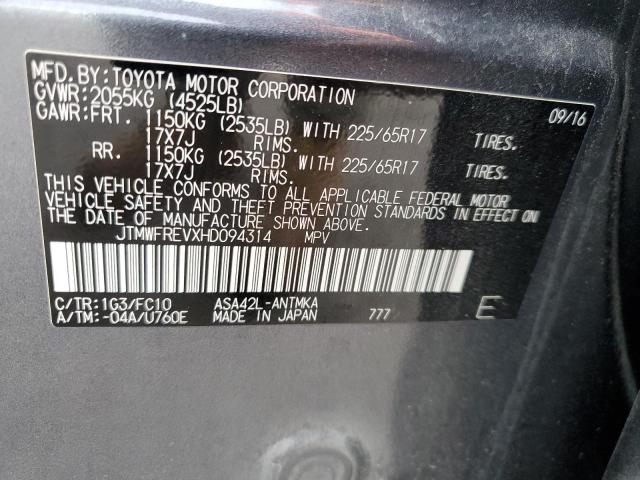 MFD. BY: TOYOTA MOTOR CORPORATION 09/16
GVWR: 2055KG (4525LB)
GAWR: FRT. 1150KG (2535LB) WITH 225/65R17 TIRES.
17X7J RIMS.
RR. 1150KG (2535LB) WITH 225/65R17 TIRES.
17X7J RIMS.
THIS VEHICLE CONFORMS TO ALL APPLICABLE FEDERAL MOTOR
VEHICLE SAFETY AND THEFT PREVENTION STANDARDS IN EFFECT ON
THE DATE OF MANUFACTURE SHOWN ABOVE.
JTMWFREVXHD094314 MPV
C/TR: 1G3/FC10 ASA42L-ANTMKA
A/TM: -04A/U760E MADE IN JAPAN 777 E